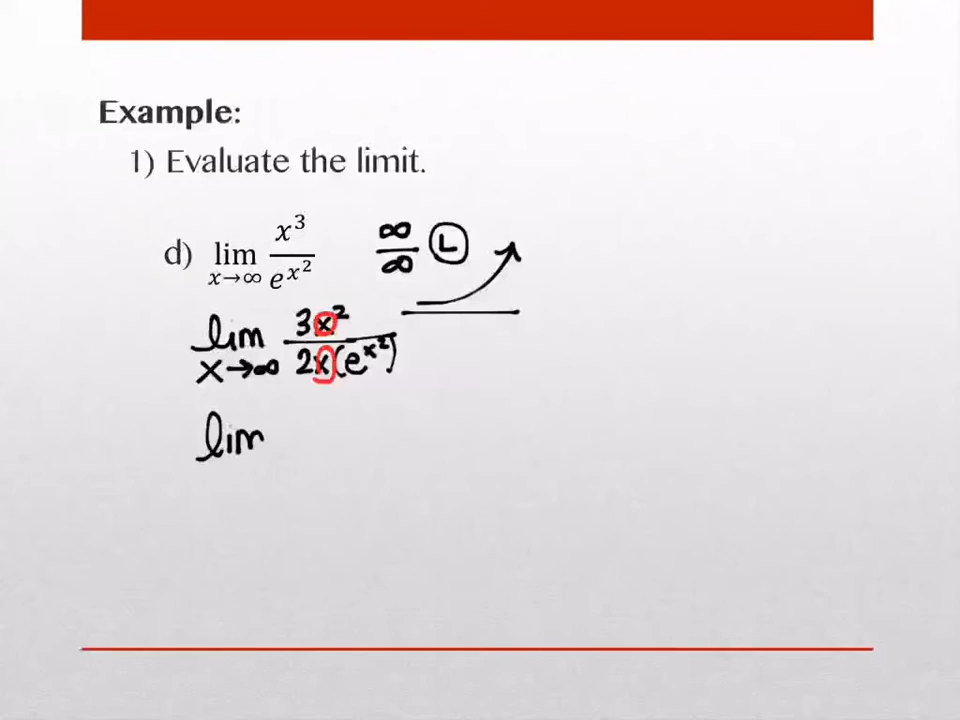 Example:
1) Evaluate the limit.
d) lim x→∞ x³/e^(x²) ∞/∞ Ⓛ
lim x→∞ 3x²/2x(e^(x²))
lim